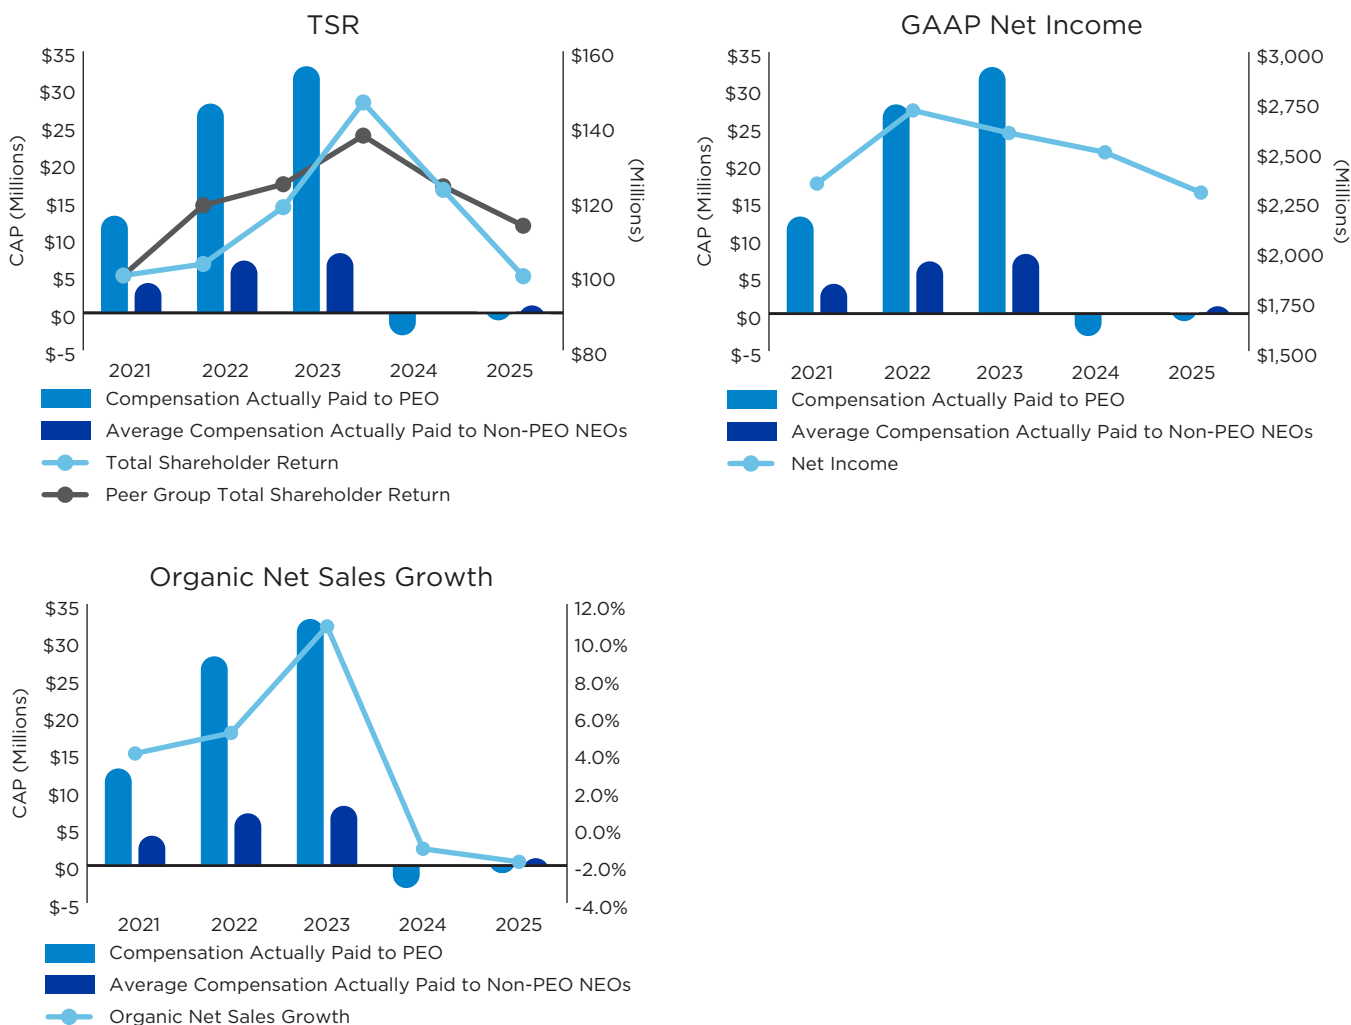 TSR
$35
$30
$25
$20
$15
$10
$5
$0
$-5
CAP (Millions)
$160
$140
$120
$100
$80
(Millions)
2021 2022 2023 2024 2025
Compensation Actually Paid to PEO
Average Compensation Actually Paid to Non-PEO NEOs
Total Shareholder Return
Peer Group Total Shareholder Return
GAAP Net Income
$35
$30
$25
$20
$15
$10
$5
$0
$-5
CAP (Millions)
$3,000
$2,750
$2,500
$2,250
$2,000
$1,750
$1,500
(Millions)
2021 2022 2023 2024 2025
Compensation Actually Paid to PEO
Average Compensation Actually Paid to Non-PEO NEOs
Net Income
Organic Net Sales Growth
$35
$30
$25
$20
$15
$10
$5
$0
$-5
CAP (Millions)
12.0%
10.0%
8.0%
6.0%
4.0%
2.0%
0.0%
-2.0%
-4.0%
2021 2022 2023 2024 2025
Compensation Actually Paid to PEO
Average Compensation Actually Paid to Non-PEO NEOs
Organic Net Sales Growth